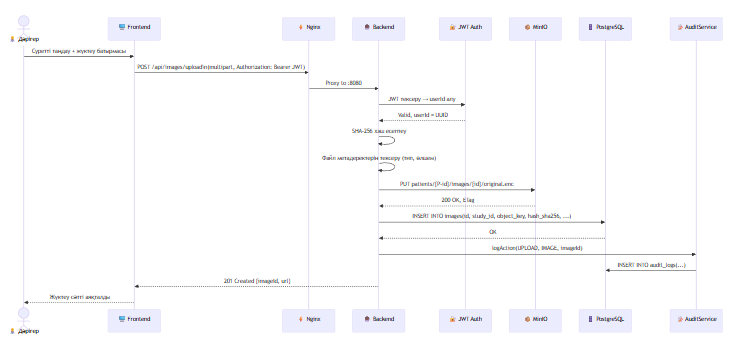 Дәрігер
Frontend
Nginx
Backend
JWT Auth
MinIO
PostgreSQL
AuditService
Суретті таңдау + жүктеу батырмасы
POST /api/images/upload\n(multipart, Authorization: Bearer JWT)
Proxy to :8080
JWT тексеру → userId алу
Valid, userId = UUID
SHA-256 хэш есептеу
Файл метадеректерін тексеру (тип, өлшем)
PUT patients/[P-id]/images/[id]/original.enc
200 OK, ETag
INSERT INTO images(id, study_id, object_key, hash_sha256, ...)
OK
logAction(UPLOAD, IMAGE, imageId)
INSERT INTO audit_logs(...)
201 Created [imageId, url]
Жүктеу сәтті аяқталды
Дәрігер
Frontend
Nginx
Backend
JWT Auth
MinIO
PostgreSQL
AuditService